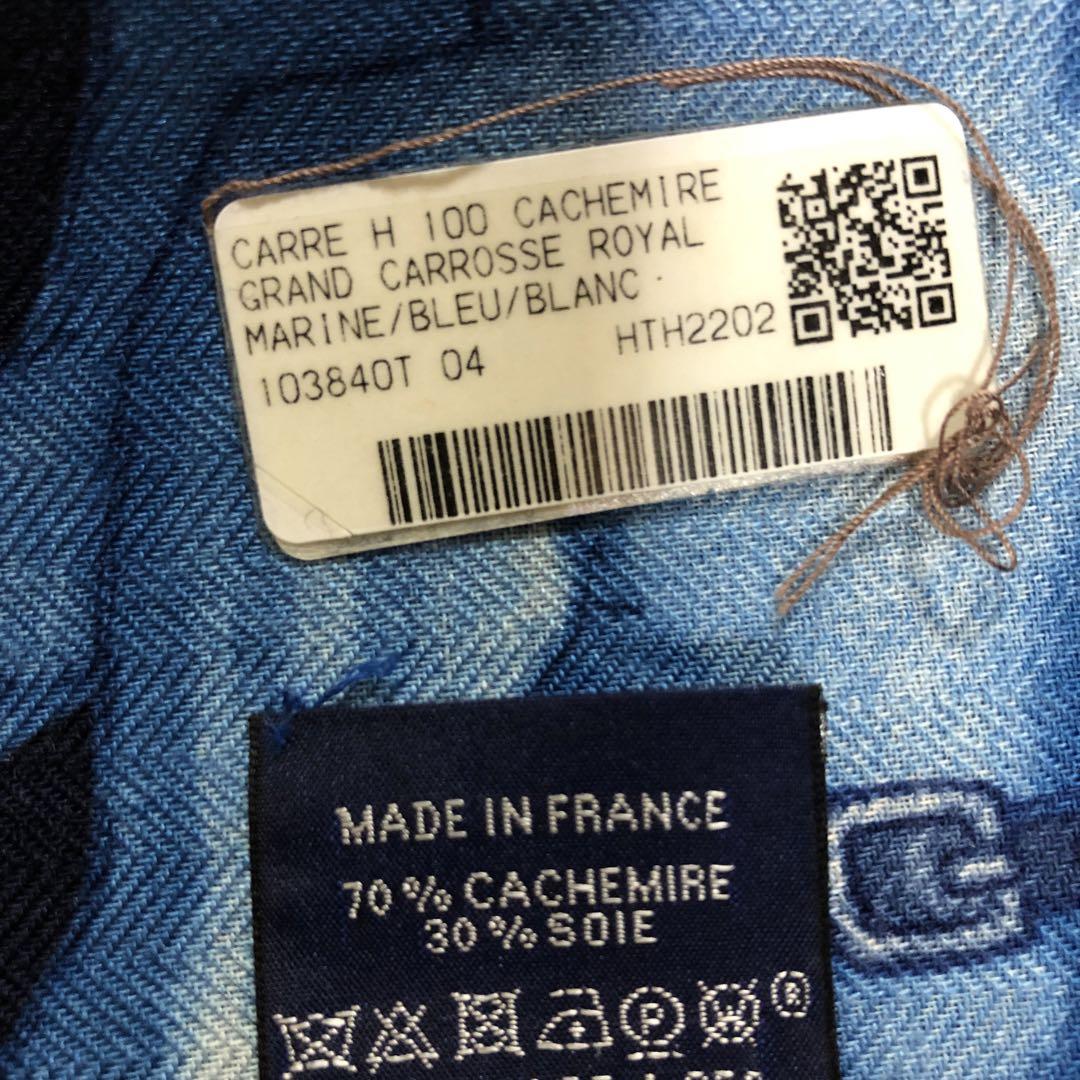 CARRE H 100 CACHEMIRE
GRAND CARROSSE ROYAL
MARINE/BLEU/BLANC
103840T 04 HTH2202
MADE IN FRANCE
70% CACHEMIRE
30% SOIE
P W ®